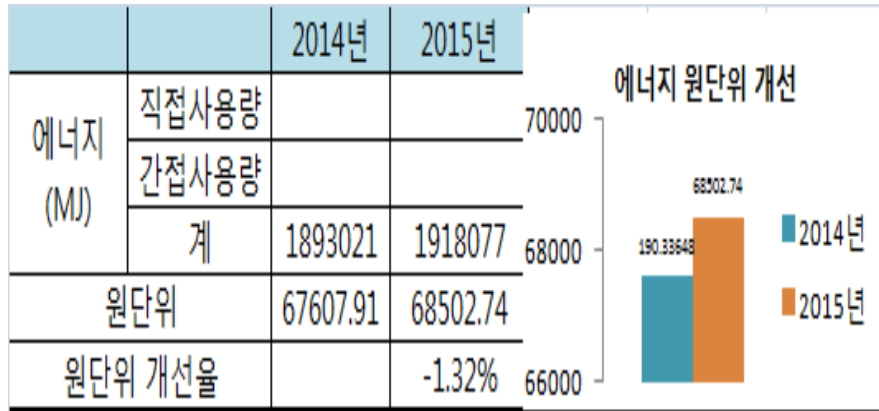 2014년 2015년
에너지
(MJ)
직접사용량
간접사용량
계 1893021 1918077
원단위 67607.91 68502.74
원단위 개선율 -1.32%
에너지 원단위 개선
70000
68502.74
68000
190.33648
2014년
2015년
66000